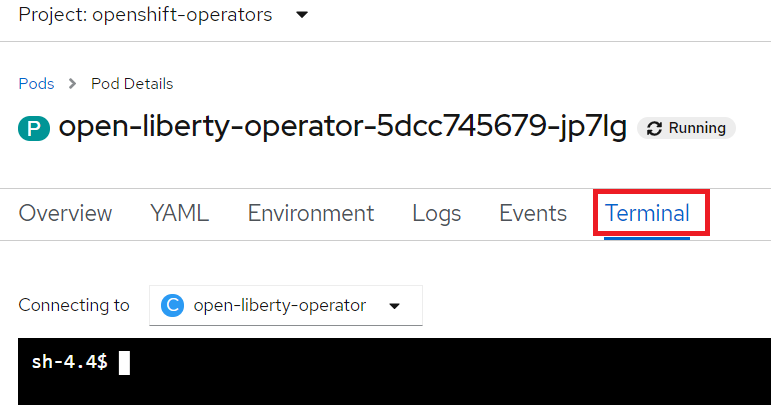 Project: openshift-operators
Pods > Pod Details
P open-liberty-operator-5dcc745679-jp7lg Running
Overview YAML Environment Logs Events Terminal
Connecting to C open-liberty-operator
sh-4.4$